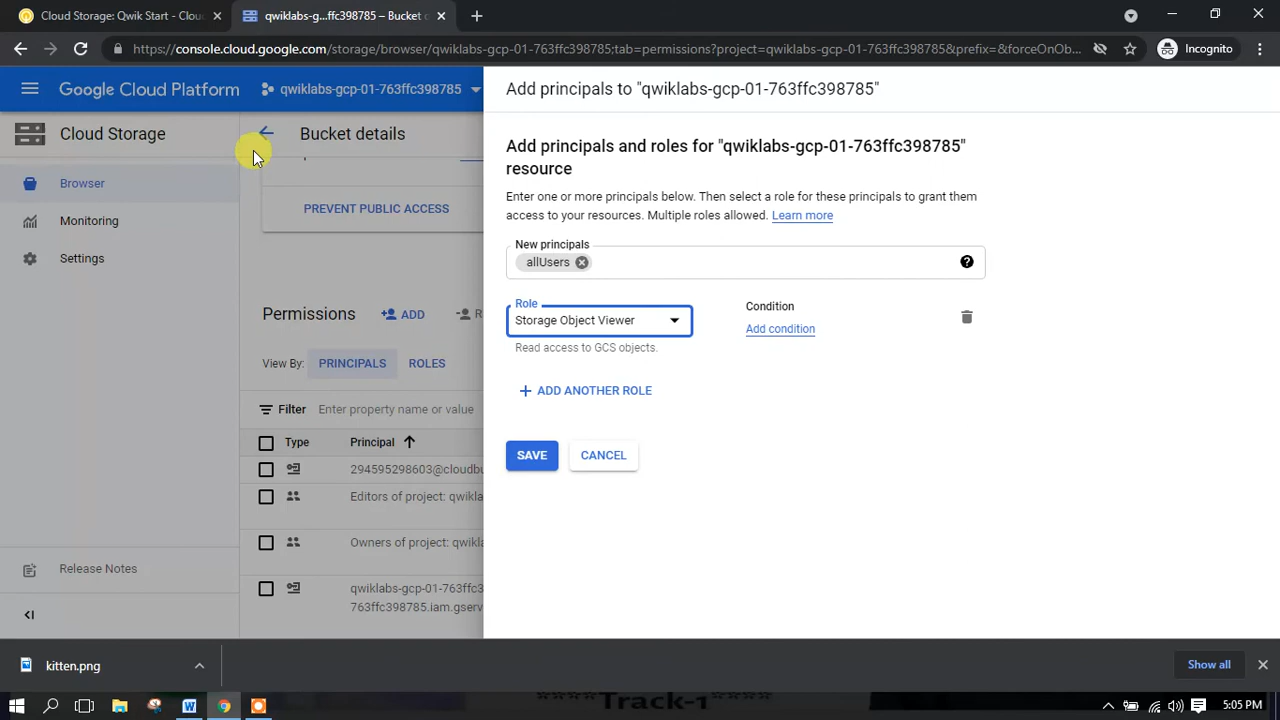 Cloud Storage: Qwik Start - Cloud
qwiklabs-g...ffc398785 – Bucket d
https://console.cloud.google.com/storage/browser/qwiklabs-gcp-01-763ffc398785;tab=permissions?project=qwiklabs-gcp-01-763ffc398785&prefix=&forceOnOb...
Incognito
Google Cloud Platform
qwiklabs-gcp-01-763ffc398785
Add principals to "qwiklabs-gcp-01-763ffc398785"
Cloud Storage
Bucket details
Browser
Monitoring
Settings
PREVENT PUBLIC ACCESS
Permissions
ADD
R
View By:
PRINCIPALS
ROLES
Filter
Enter property name or value
Type
Principal
294595298603@cloudbu
Editors of project: qwikla
Owners of project: qwikl
qwiklabs-gcp-01-763ffc3
763ffc398785.iam.gserv
Release Notes
Add principals and roles for "qwiklabs-gcp-01-763ffc398785"
resource
Enter one or more principals below. Then select a role for these principals to grant them
access to your resources. Multiple roles allowed. Learn more
New principals
allUsers
Role
Storage Object Viewer
Read access to GCS objects.
Condition
Add condition
ADD ANOTHER ROLE
SAVE
CANCEL
kitten.png
Show all
****Track-1****
5:05 PM